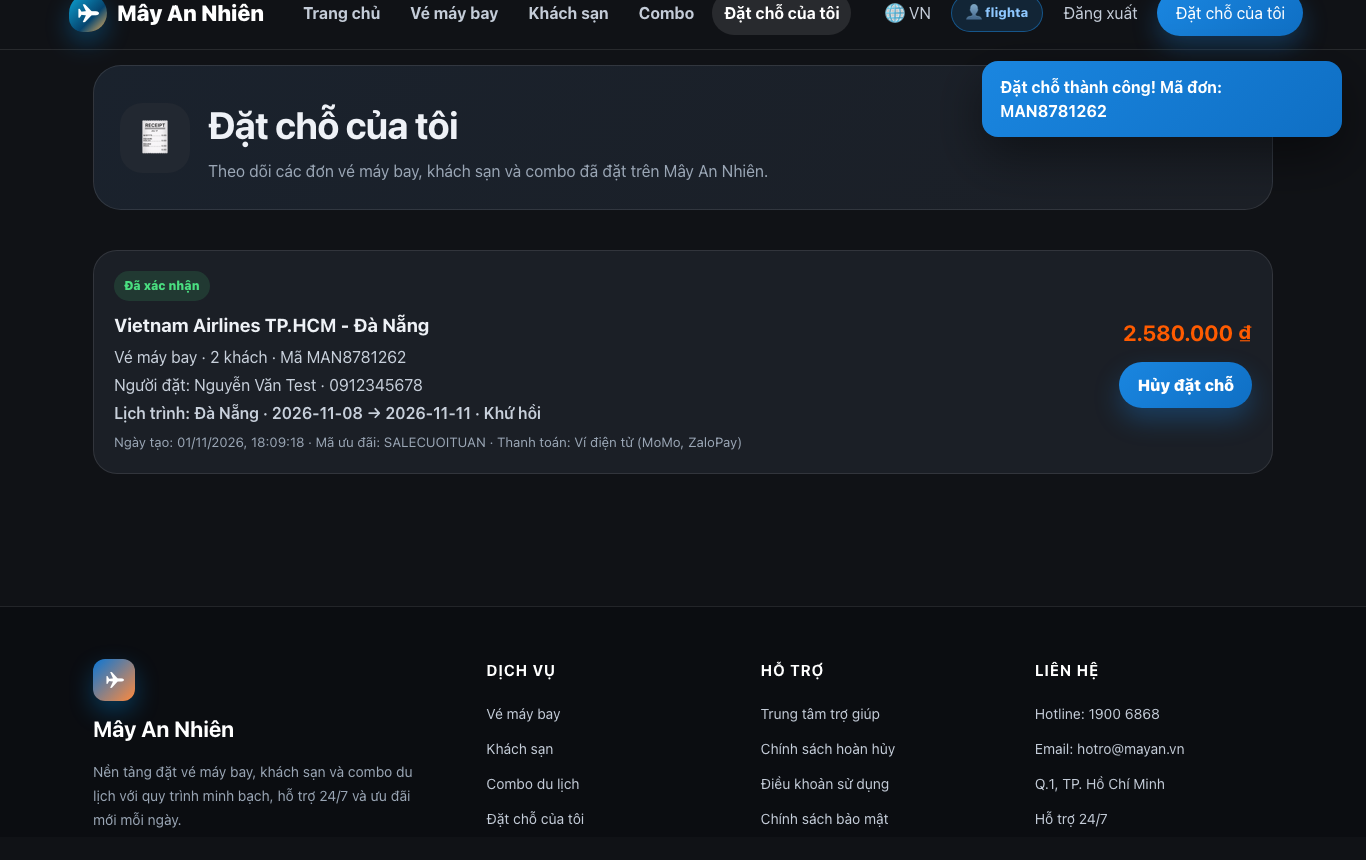 Mây An Nhiên
Trang chủ
Vé máy bay
Khách sạn
Combo
Đặt chỗ của tôi
VN
flighta
Đăng xuất
Đặt chỗ của tôi
Đặt chỗ thành công! Mã đơn:
MAN8781262
RECEIPT
Đặt chỗ của tôi
Theo dõi các đơn vé máy bay, khách sạn và combo đã đặt trên Mây An Nhiên.
Đã xác nhận
Vietnam Airlines TP.HCM - Đà Nẵng
Vé máy bay · 2 khách · Mã MAN8781262
Người đặt: Nguyễn Văn Test · 0912345678
Lịch trình: Đà Nẵng · 2026-11-08 → 2026-11-11 · Khứ hồi
Ngày tạo: 01/11/2026, 18:09:18 · Mã ưu đãi: SALECUOITUAN · Thanh toán: Ví điện tử (MoMo, ZaloPay)
2.580.000 ₫
Hủy đặt chỗ
Mây An Nhiên
Nền tảng đặt vé máy bay, khách sạn và combo du
lịch với quy trình minh bạch, hỗ trợ 24/7 và ưu đãi
mới mỗi ngày.
DỊCH VỤ
Vé máy bay
Khách sạn
Combo du lịch
Đặt chỗ của tôi
HỖ TRỢ
Trung tâm trợ giúp
Chính sách hoàn hủy
Điều khoản sử dụng
Chính sách bảo mật
LIÊN HỆ
Hotline: 1900 6868
Email: hotro@mayan.vn
Q.1, TP. Hồ Chí Minh
Hỗ trợ 24/7